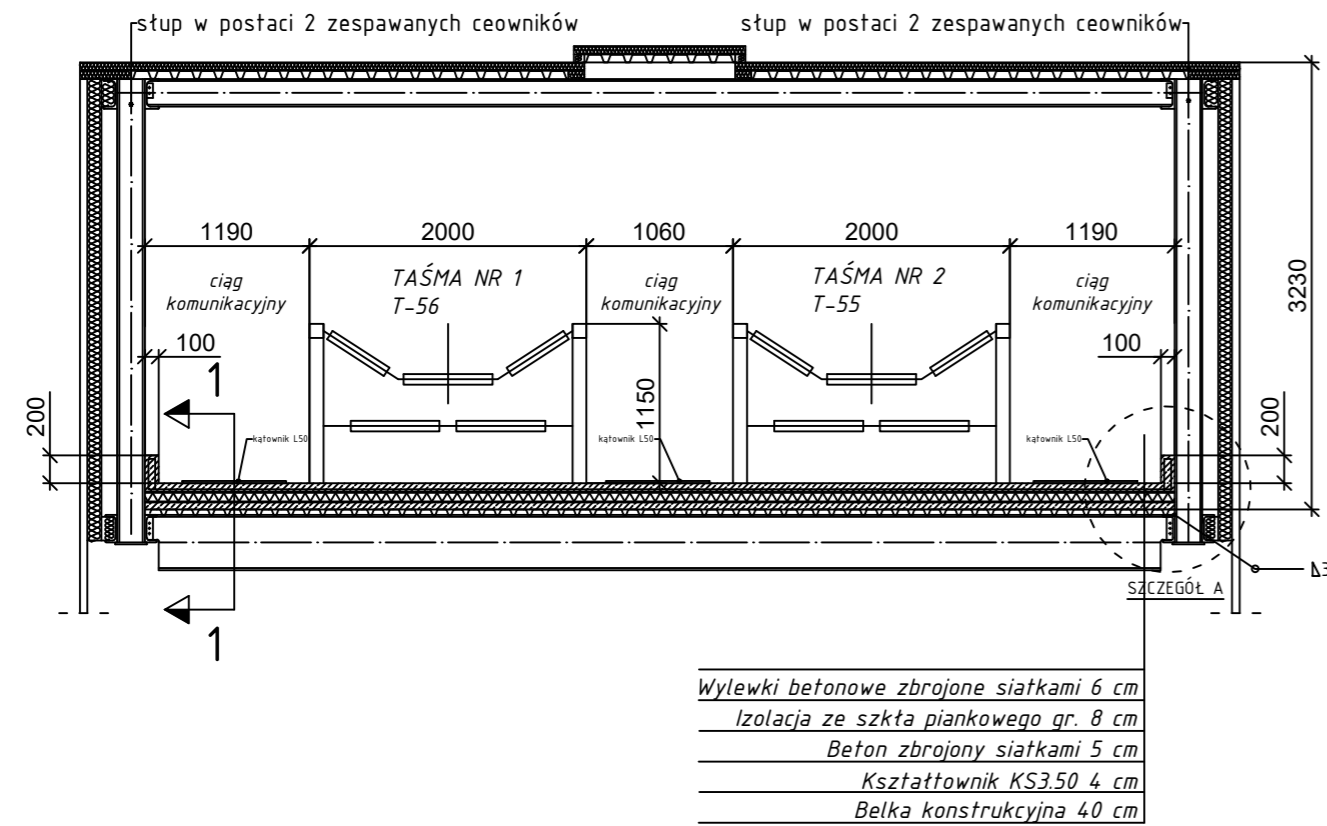 słup w postaci 2 zespawanych ceowników
słup w postaci 2 zespawanych ceowników
1190
2000
1060
2000
1190
3230
ciąg
komunikacyjny
TAŚMA NR 1
T-56
ciąg
komunikacyjny
TAŚMA NR 2
T-55
ciąg
komunikacyjny
100
100
1
1150
200
200
kątownik L50
kątownik L50
kątownik L50
SZCZEGÓŁ A
1
Wylewki betonowe zbrojone siatkami 6 cm
Izolacja ze szkła piankowego gr. 8 cm
Beton zbrojony siatkami 5 cm
Kształtownik KS3.50 4 cm
Belka konstrukcyjna 40 cm